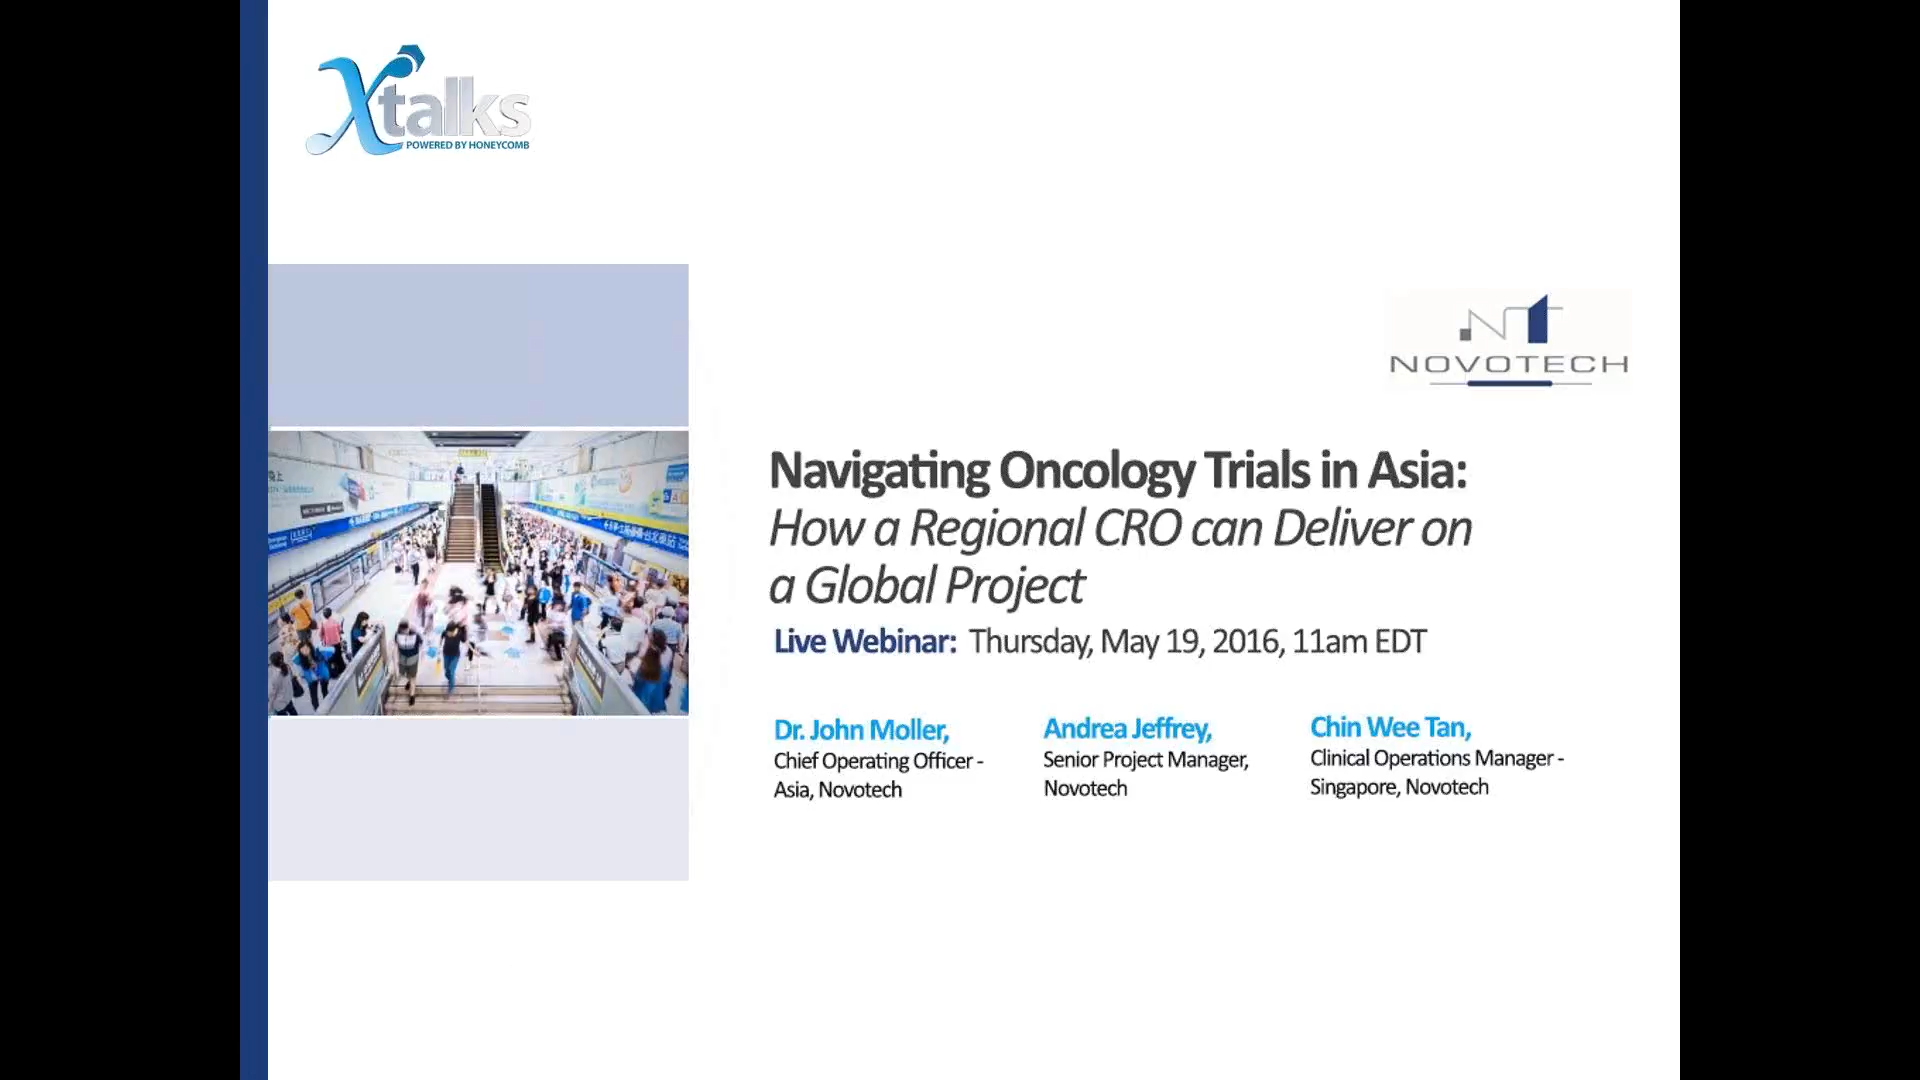 Xtalks
POWERED BY HONEYCOMB
NOVOTECH
Navigating Oncology Trials in Asia:
How a Regional CRO can Deliver on
a Global Project
Live Webinar: Thursday, May 19, 2016, 11am EDT
Dr. John Moller,
Chief Operating Officer -
Asia, Novotech
Andrea Jeffrey,
Senior Project Manager,
Novotech
Chin Wee Tan,
Clinical Operations Manager -
Singapore, Novotech